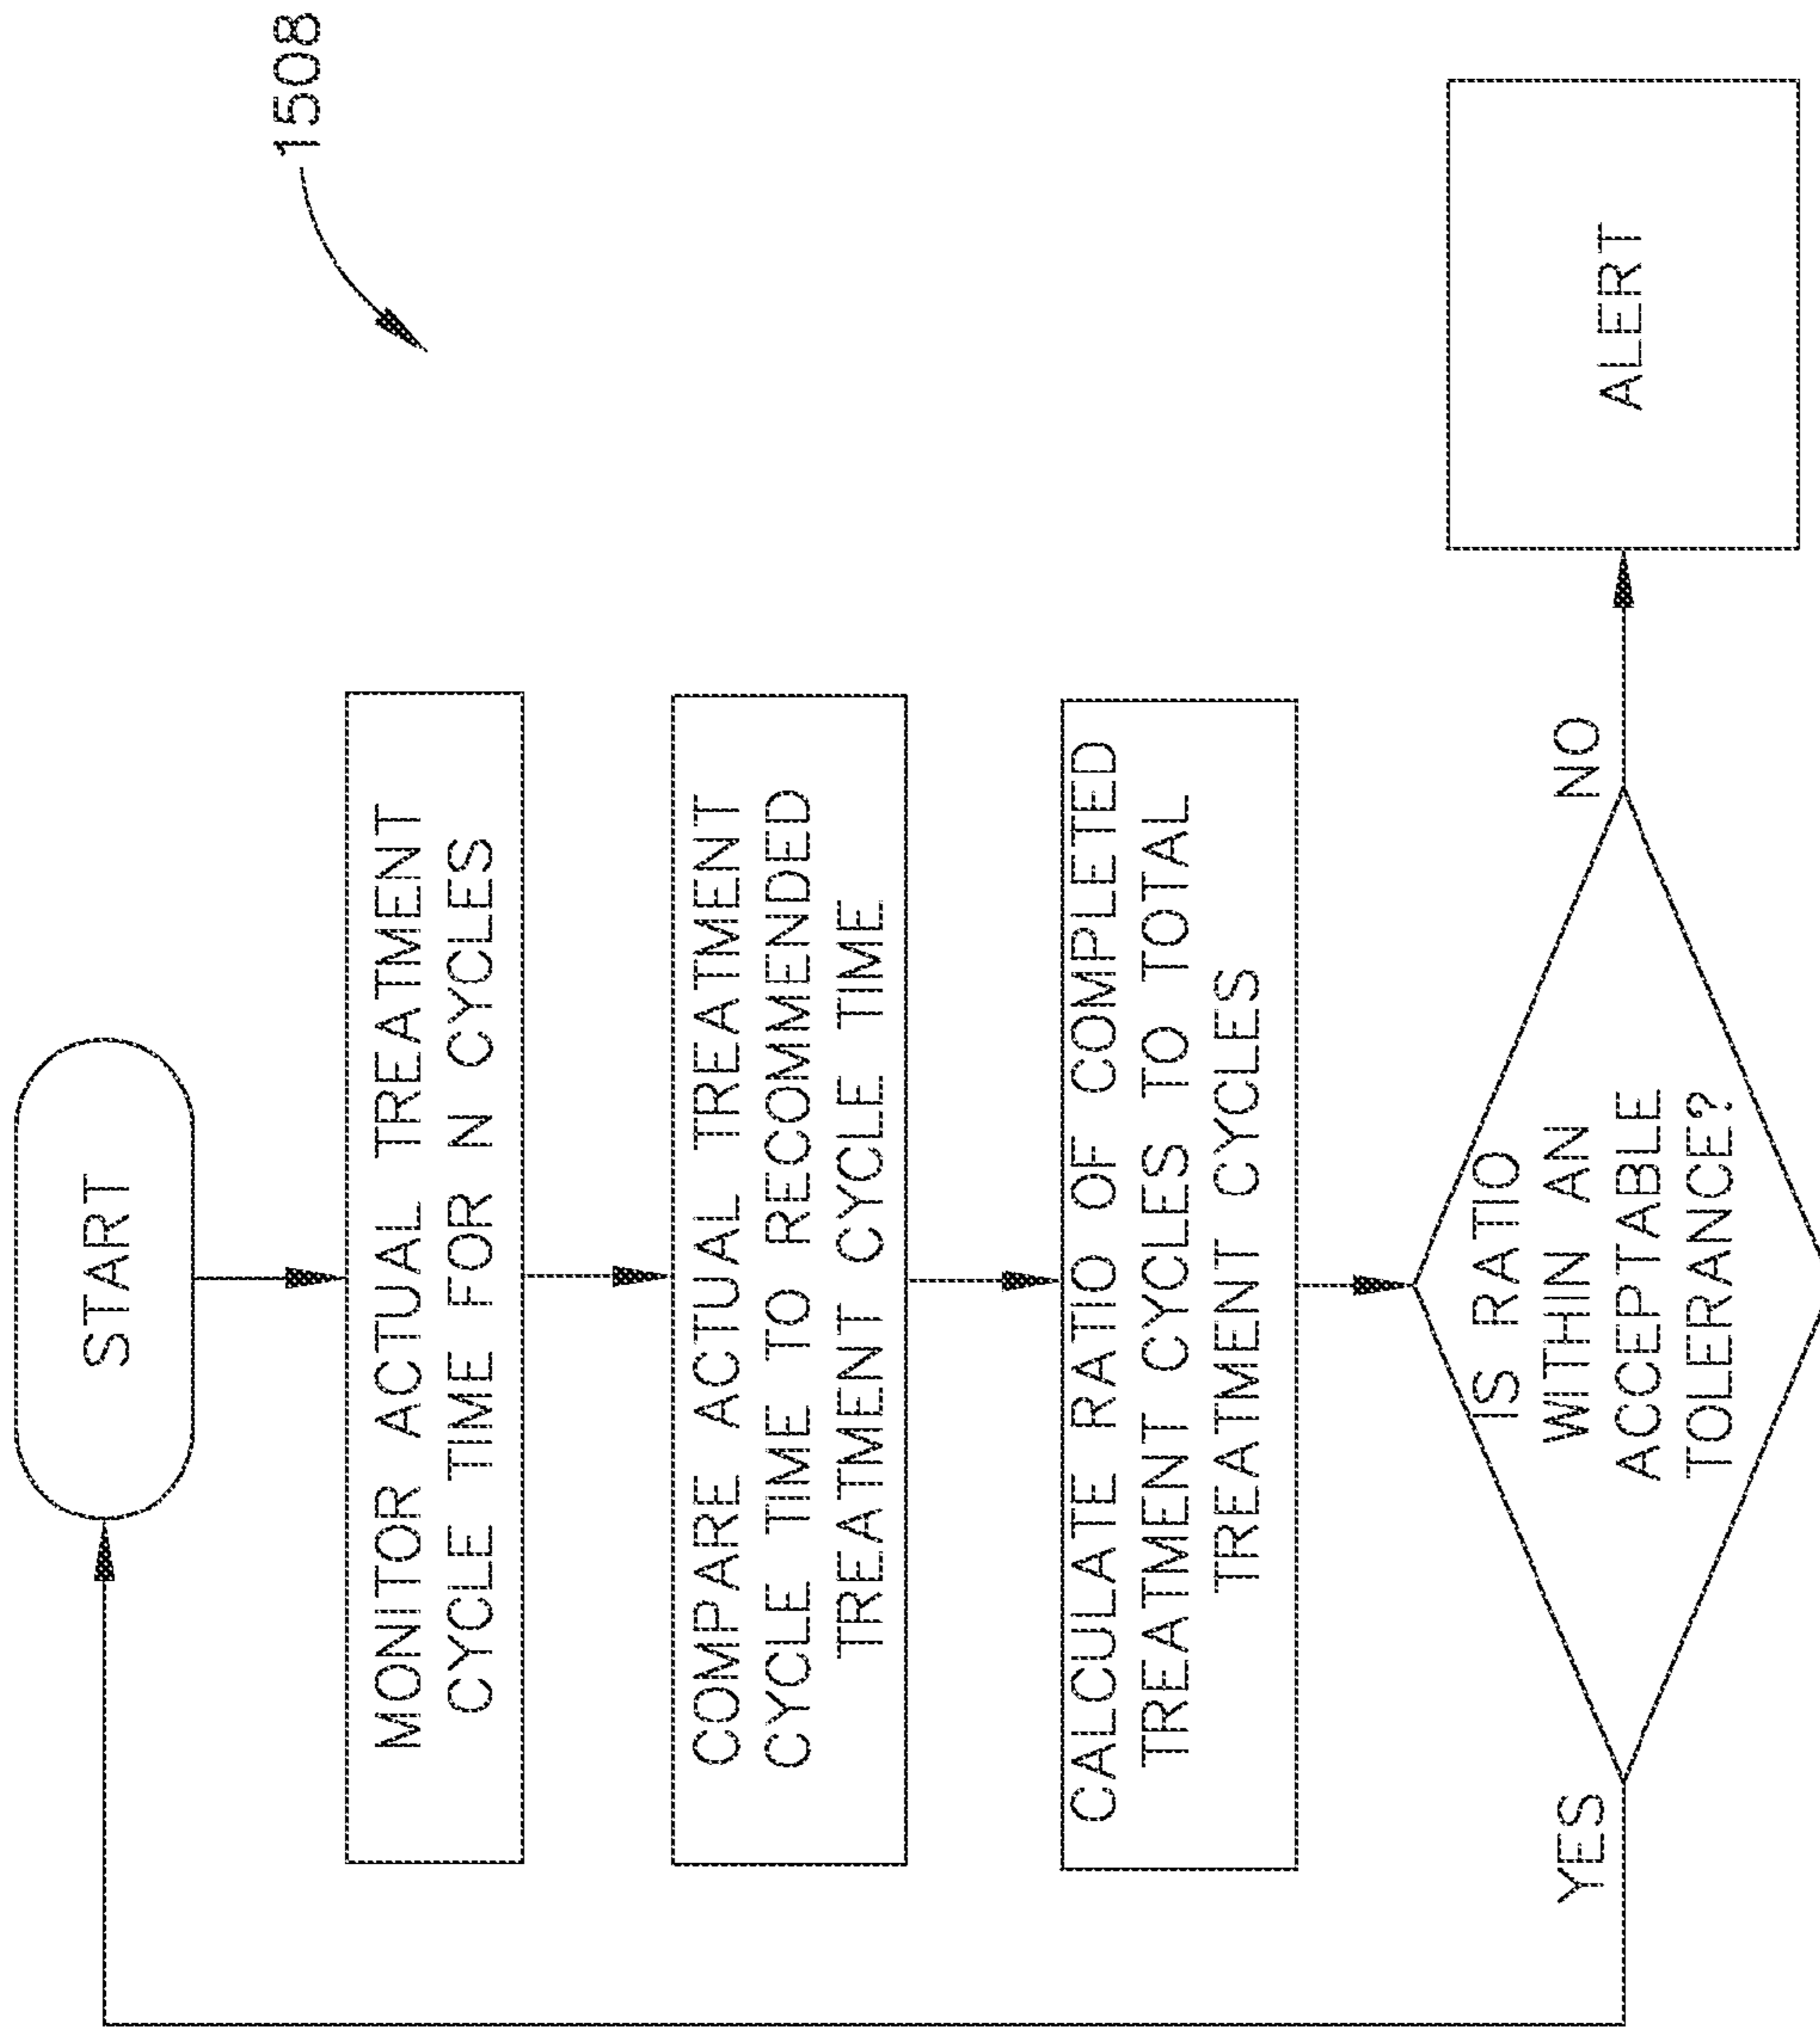 1508
START
MONITOR ACTUAL TREATMENT
CYCLE TIME FOR N CYCLES
COMPARE ACTUAL TREATMENT
CYCLE TIME TO RECOMMENDED
TREATMENT CYCLE TIME
CALCULATE RATIO OF COMPLETED
TREATMENT CYCLES TO TOTAL
TREATMENT CYCLES
IS RATIO
WITHIN AN
ACCEPTABLE
TOLERANCE?
YES
NO
ALERT